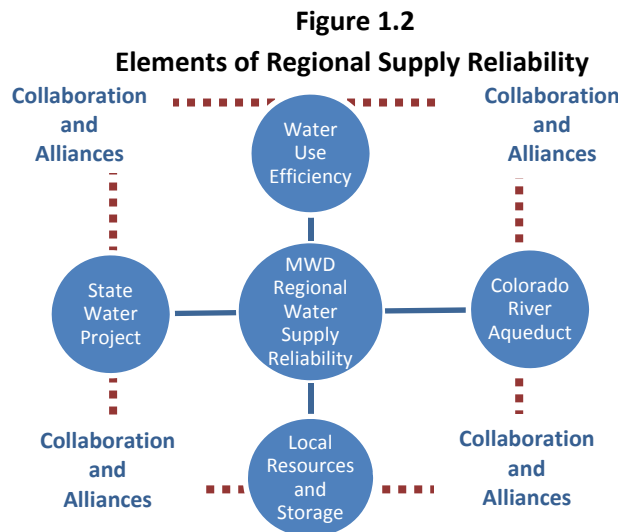 Figure 1.2
Elements of Regional Supply Reliability
Collaboration
and
Alliances
Water
Use
Efficiency
Collaboration
and
Alliances
State
Water
Project
MWD
Regional
Water
Supply
Reliability
Colorado
River
Aqueduct
Collaboration
and
Alliances
Local
Resources
and
Storage
Collaboration
and
Alliances